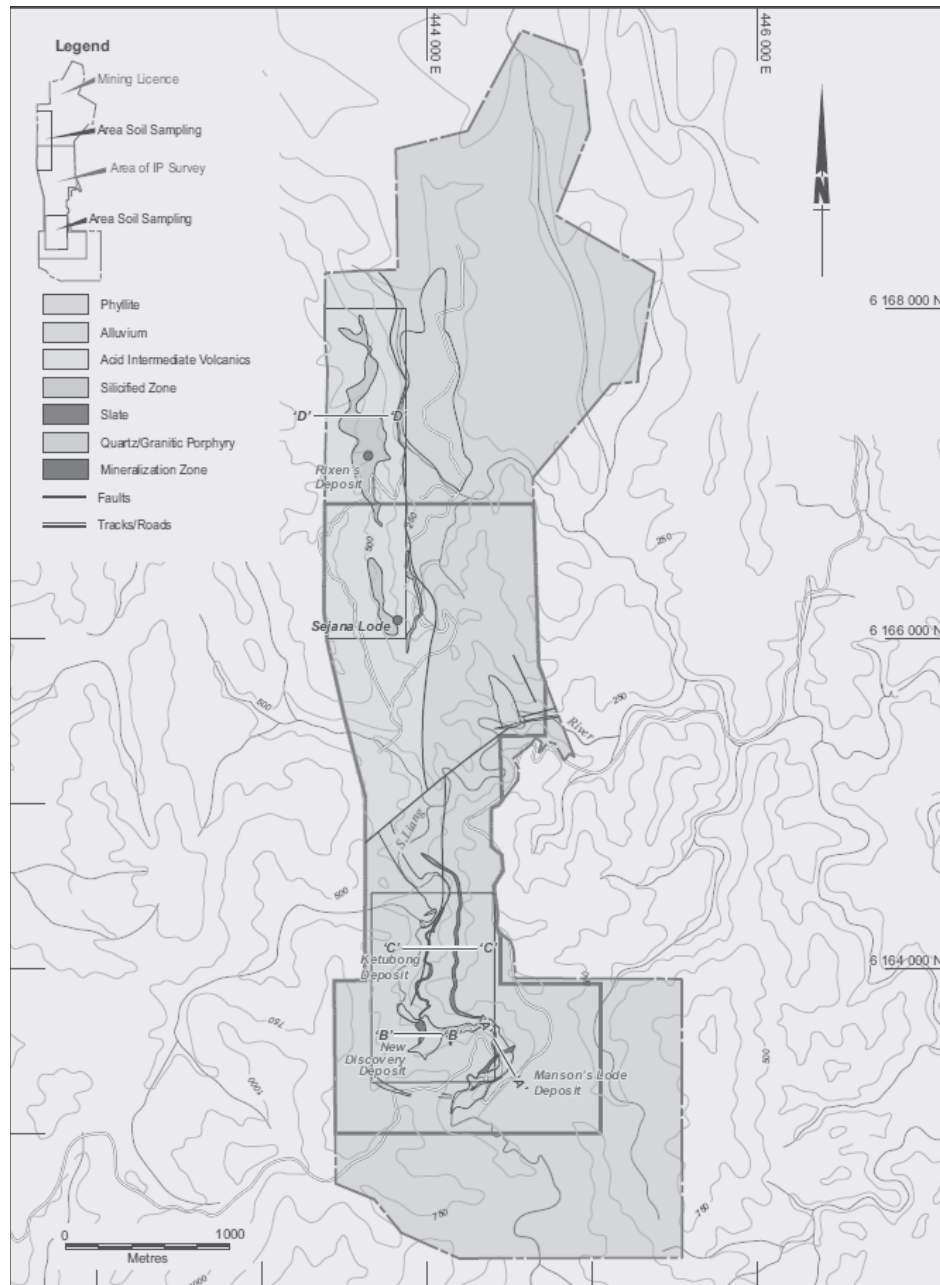 444 000 E
446 000 E
Legend
Mining Licence
Area Soil Sampling
Area of IP Survey
Area Soil Sampling
Phyllite
Alluvium
Acid Intermediate Volcanics
Silicified Zone
Slate
Quartz/Granitic Porphyry
Mineralization Zone
Faults
Tracks/Roads
N
6 168 000 N
'D'
'D'
Rixen's
Deposit
250
500
250
Sejana Lode
6 166 000 N
500
250
River
S.Liang
500
'C'
'C'
Ketubong
Deposit
6 164 000 N
500
750
'B'
'B'
'A'
New
Discovery
Deposit
Manson's Lode
Deposit
'A'
500
1000
750
750
0
1000
Metres
1000